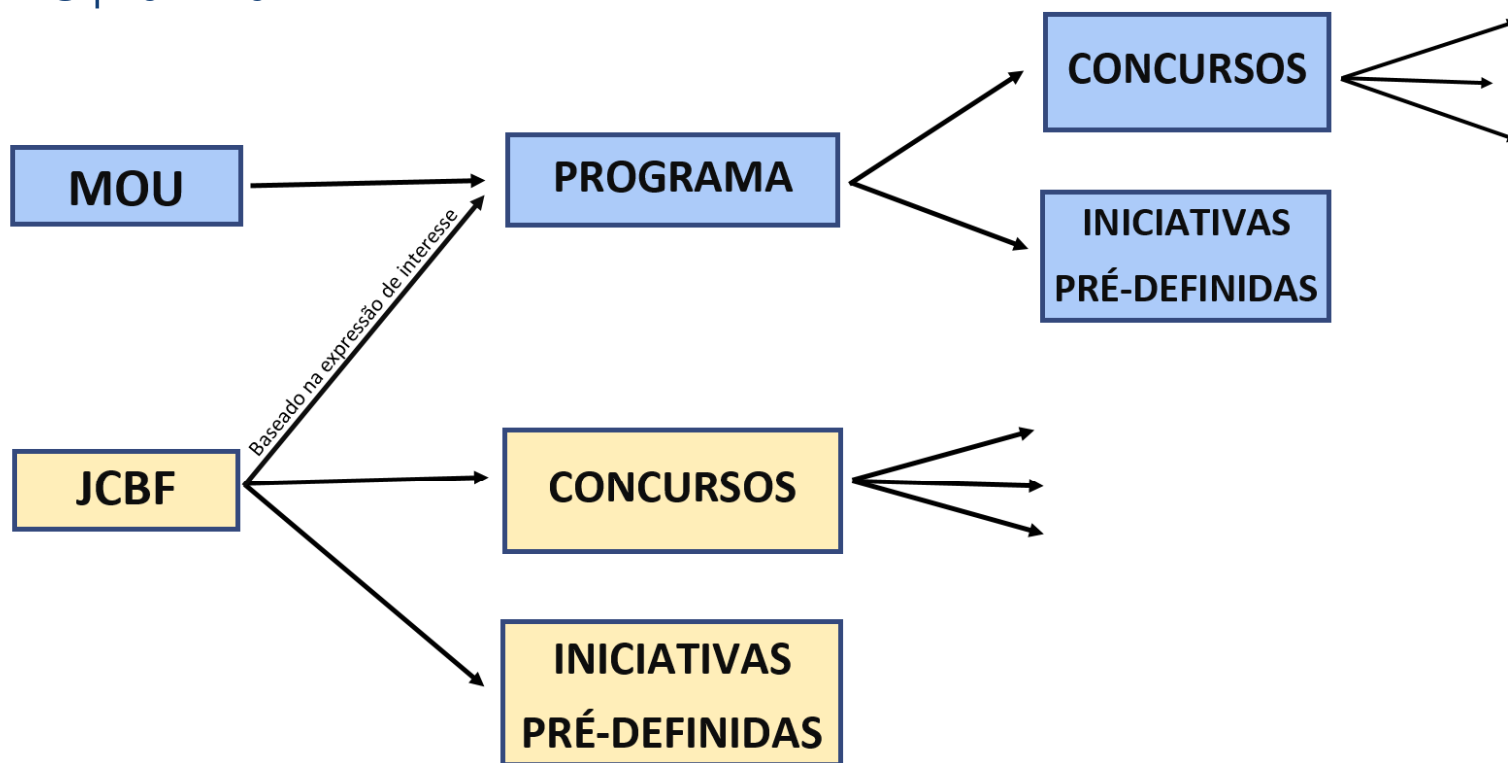 CONCURSOS
MOU
PROGRAMA
INICIATIVAS
PRÉ-DEFINIDAS
Baseado na expressão de interesse
JCBF
CONCURSOS
INICIATIVAS
PRÉ-DEFINIDAS